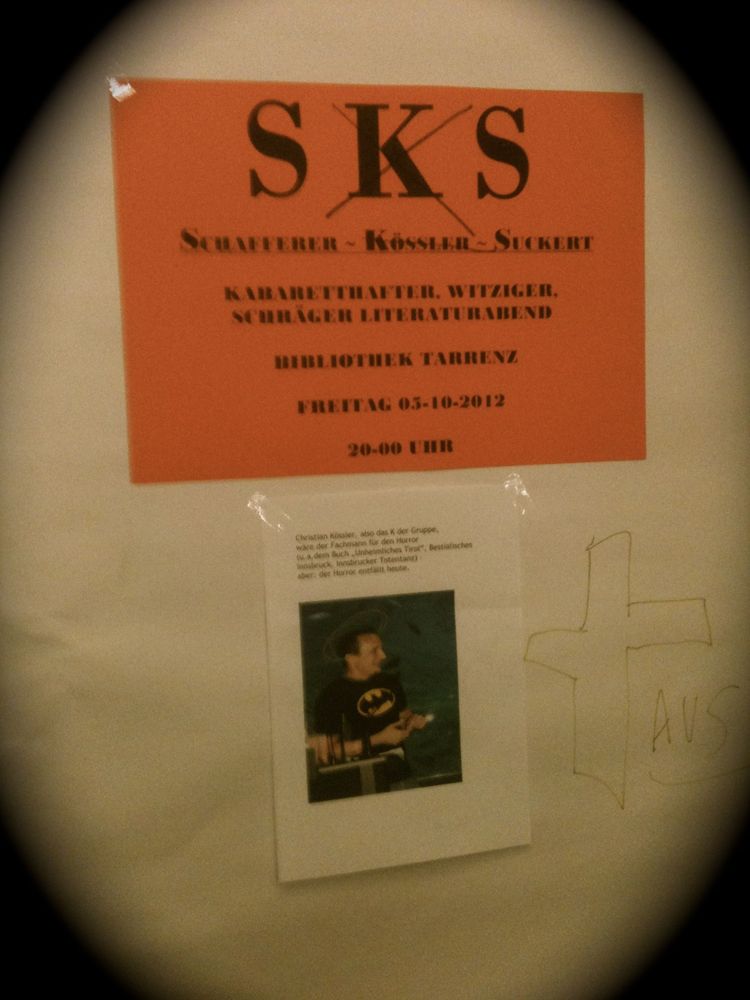 S K S
SCHAFFERER ~ KÖSSLER ~ SUCKERT
KABARETTHAFTER, WITZIGER,
SCHRÄGER LITERATURABEND
BIBLIOTHEK TARRENZ
FREITAG 05-10-2012
20-00 UHR
Christian Kössler, also das K der Gruppe,
wäre der Fachmann für den Horror
(u.a.dem Buch „Unheimliches Tirol", Bestialisches
Innsbruck, Innsbrucker Totentanz)
aber: der Horror entfällt heute.
AUS